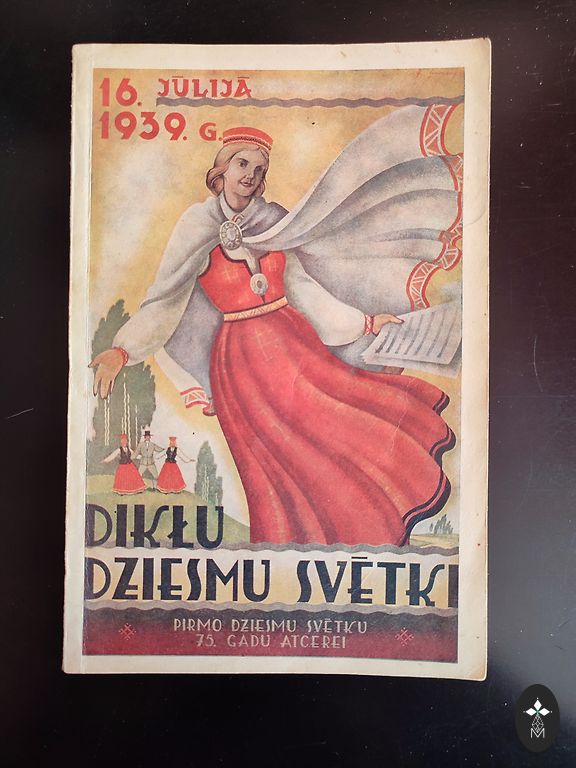 16. JŪLIJĀ
1939. G.
DIKĻU
DZIESMU SVĒTKI
PIRMO DZIESMU SVĒTKU
75. GADU ATCEREI
M